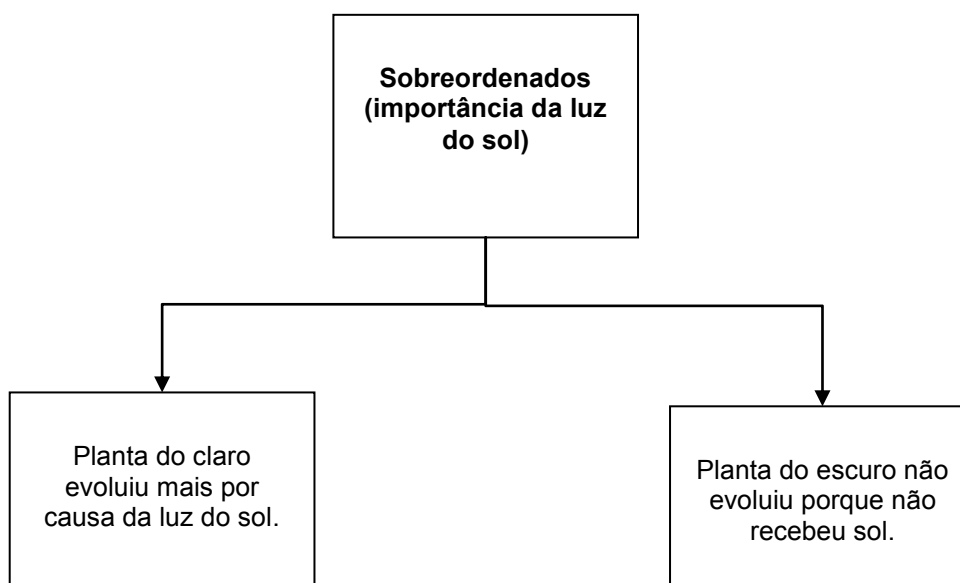 Sobreordenados
(importância da luz
do sol)
Planta do claro
evoluiu mais por
causa da luz do sol.
Planta do escuro não
evoluiu porque não
recebeu sol.